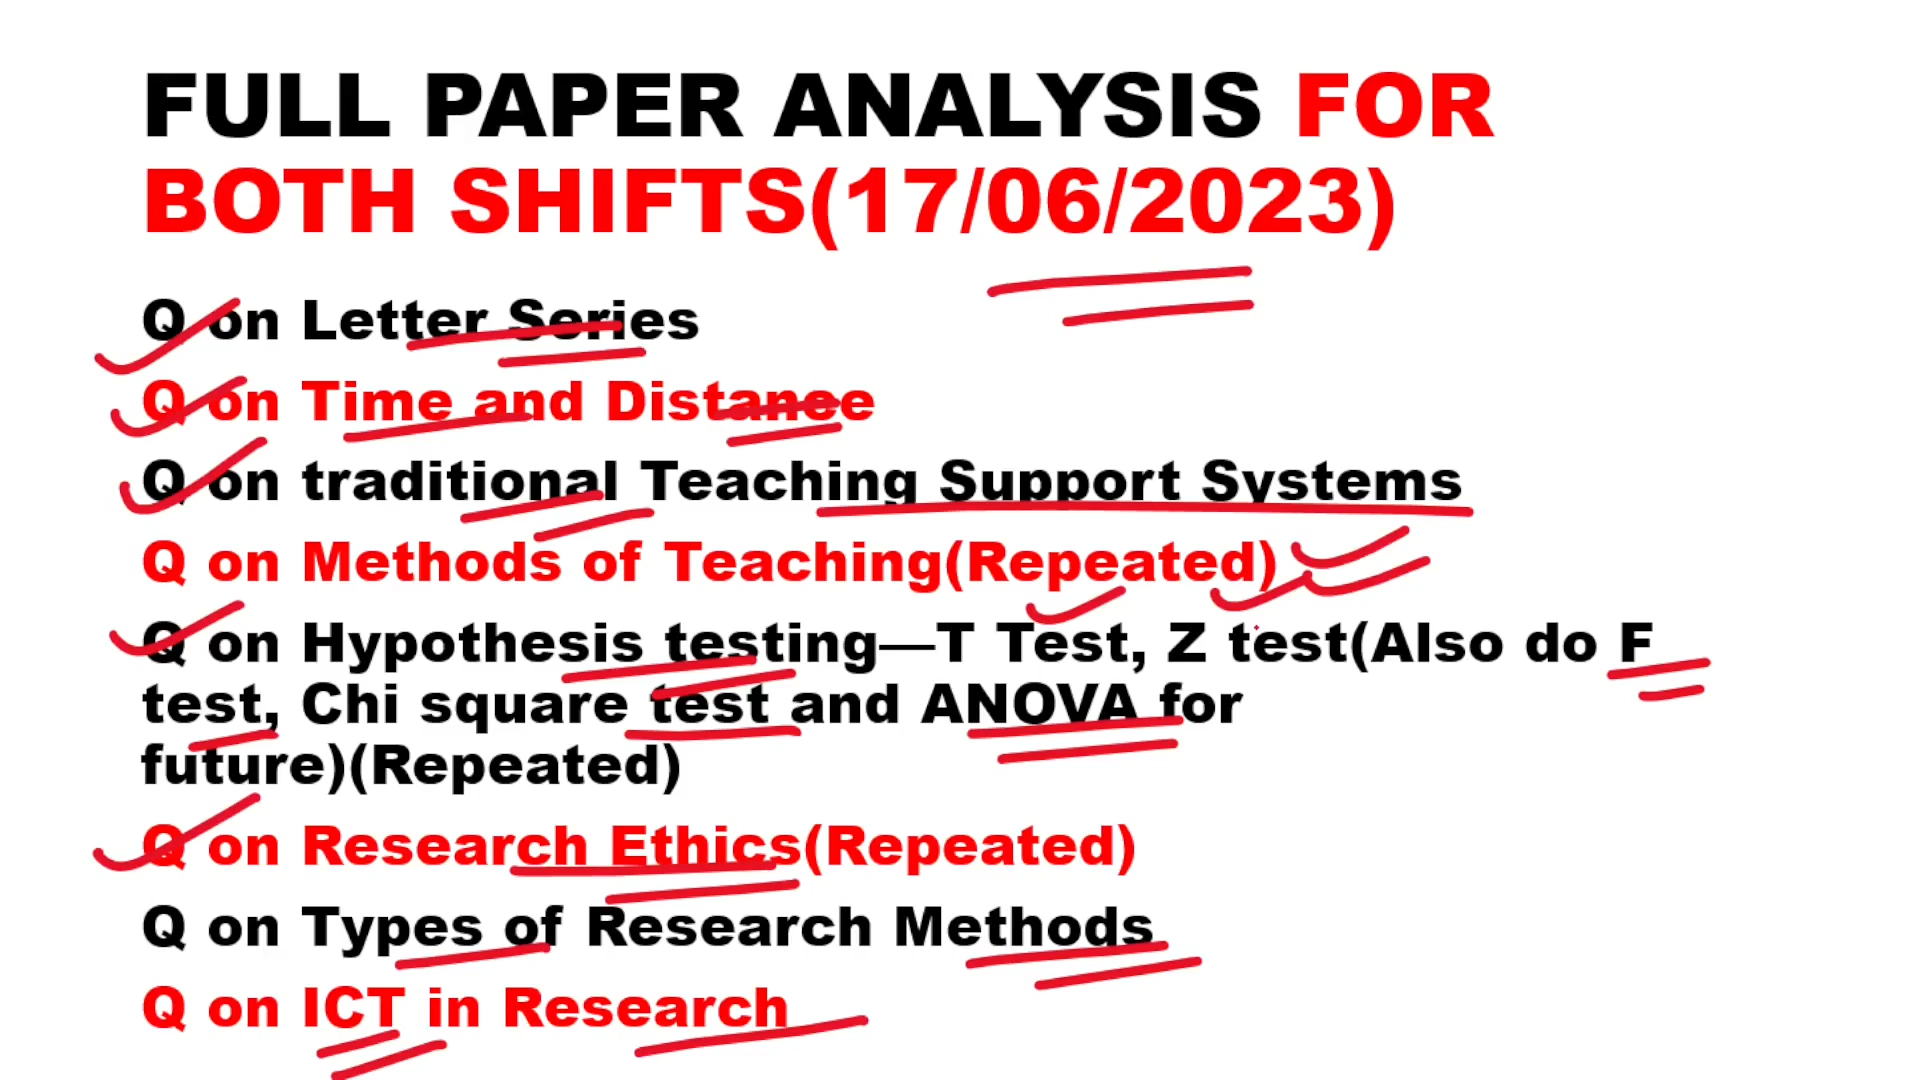 FULL PAPER ANALYSIS FOR
BOTH SHIFTS(17/06/2023)
Q on Letter Series
Q on Time and Distance
Q on traditional Teaching Support Systems
Q on Methods of Teaching(Repeated)
Q on Hypothesis testing—T Test, Z test(Also do F
test, Chi square test and ANOVA for
future)(Repeated)
Q on Research Ethics(Repeated)
Q on Types of Research Methods
Q on ICT in Research